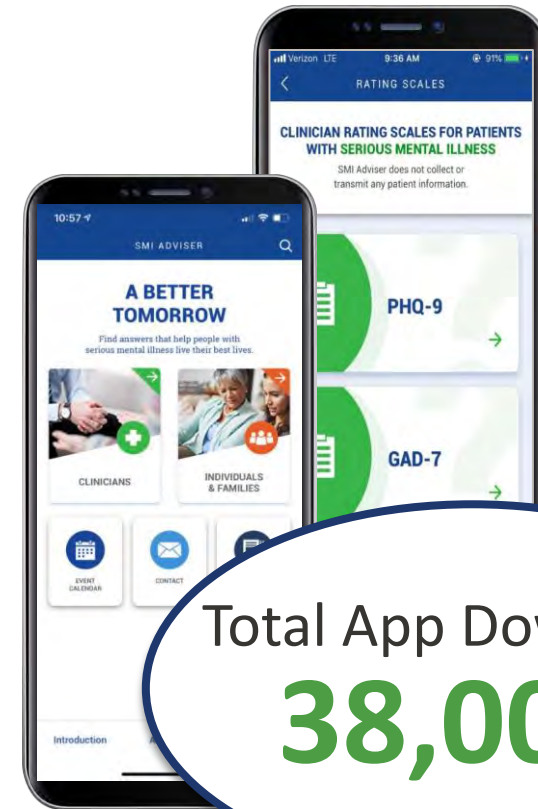 Verizon LTE 9:36 AM 91%
RATING SCALES
CLINICIAN RATING SCALES FOR PATIENTS
WITH SERIOUS MENTAL ILLNESS
SMI Adviser does not collect or
transmit any patient information.
PHQ-9
GAD-7
10:57
SMI ADVISER
A BETTER
TOMORROW
Find answers that help people with
serious mental illness live their best lives.
CLINICIANS
INDIVIDUALS
& FAMILIES
EVENT
CALENDAR
CONTACT
Introduction
Total App